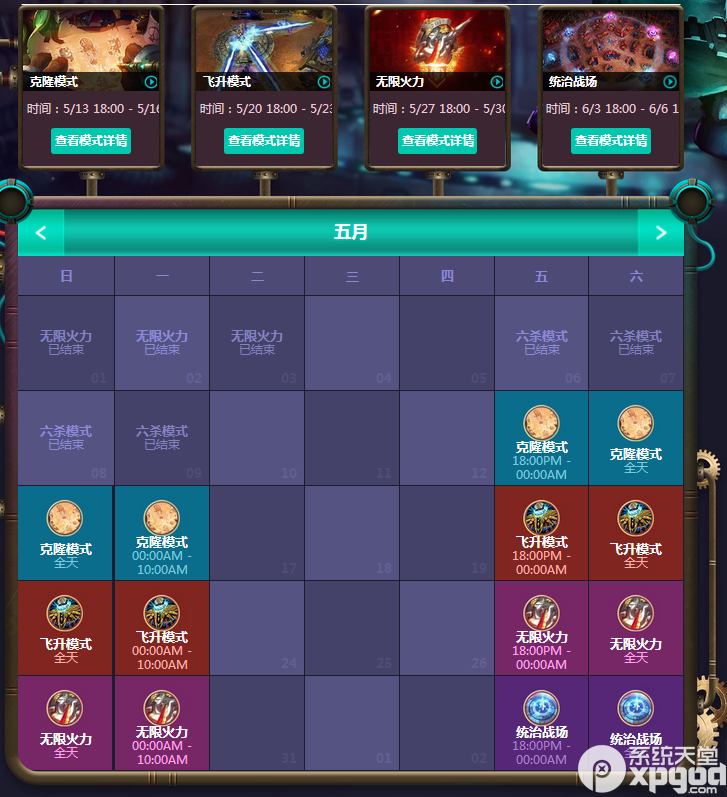 克隆模式
飞升模式
无限火力
统治战场
时间：5/13 18:00 - 5/16
时间：5/20 18:00 - 5/23
时间：5/27 18:00 - 5/30
时间：6/3 18:00 - 6/6 1
查看模式详情
查看模式详情
查看模式详情
查看模式详情
< 五月 >
日 一 二 三 四 五 六
无限火力
已结束
01
无限火力
已结束
02
无限火力
已结束
03
04
05
六杀模式
已结束
06
六杀模式
已结束
07
六杀模式
已结束
08
六杀模式
已结束
09
10
11
12
克隆模式
18:00PM -
00:00AM
克隆模式
全天
克隆模式
全天
克隆模式
00:00AM -
10:00AM
17
18
19
飞升模式
18:00PM -
00:00AM
飞升模式
全天
飞升模式
全天
飞升模式
00:00AM -
10:00AM
24
25
26
无限火力
18:00PM -
00:00AM
无限火力
全天
无限火力
全天
无限火力
00:00AM -
10:00AM
31
01
02
统治战场
18:00PM -
00:00AM
统治战场
全天
系统天堂
xpgod
.com